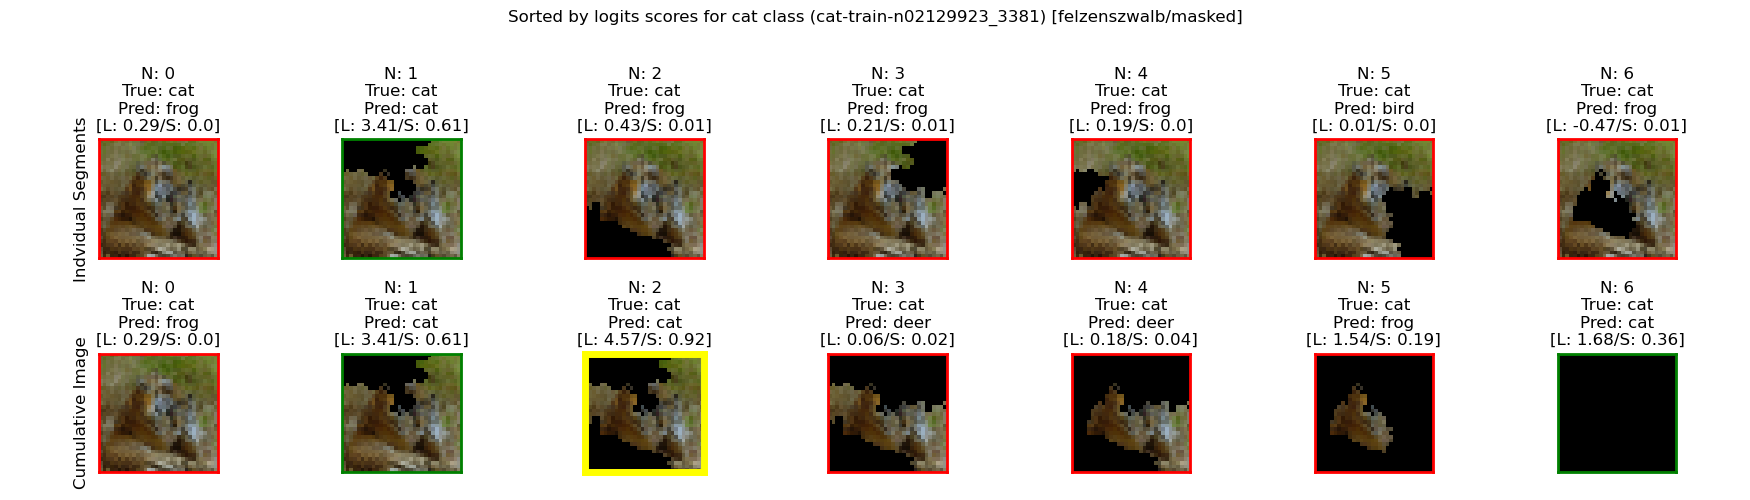 Sorted by logits scores for cat class (cat-train-n02129923_3381) [felzenszwalb/masked]
Indvidual Segments
N: 0
True: cat
Pred: frog
[L: 0.29/S: 0.0]
N: 1
True: cat
Pred: cat
[L: 3.41/S: 0.61]
N: 2
True: cat
Pred: frog
[L: 0.43/S: 0.01]
N: 3
True: cat
Pred: frog
[L: 0.21/S: 0.01]
N: 4
True: cat
Pred: frog
[L: 0.19/S: 0.0]
N: 5
True: cat
Pred: bird
[L: 0.01/S: 0.0]
N: 6
True: cat
Pred: frog
[L: -0.47/S: 0.01]
Cumulative Image
N: 0
True: cat
Pred: frog
[L: 0.29/S: 0.0]
N: 1
True: cat
Pred: cat
[L: 3.41/S: 0.61]
N: 2
True: cat
Pred: cat
[L: 4.57/S: 0.92]
N: 3
True: cat
Pred: deer
[L: 0.06/S: 0.02]
N: 4
True: cat
Pred: deer
[L: 0.18/S: 0.04]
N: 5
True: cat
Pred: frog
[L: 1.54/S: 0.19]
N: 6
True: cat
Pred: cat
[L: 1.68/S: 0.36]